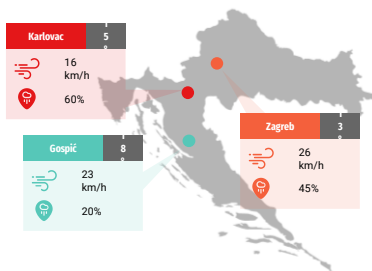 Karlovac 5
16
km/h
60%
Gospić 8
23
km/h
20%
Zagreb 3
26
km/h
45%